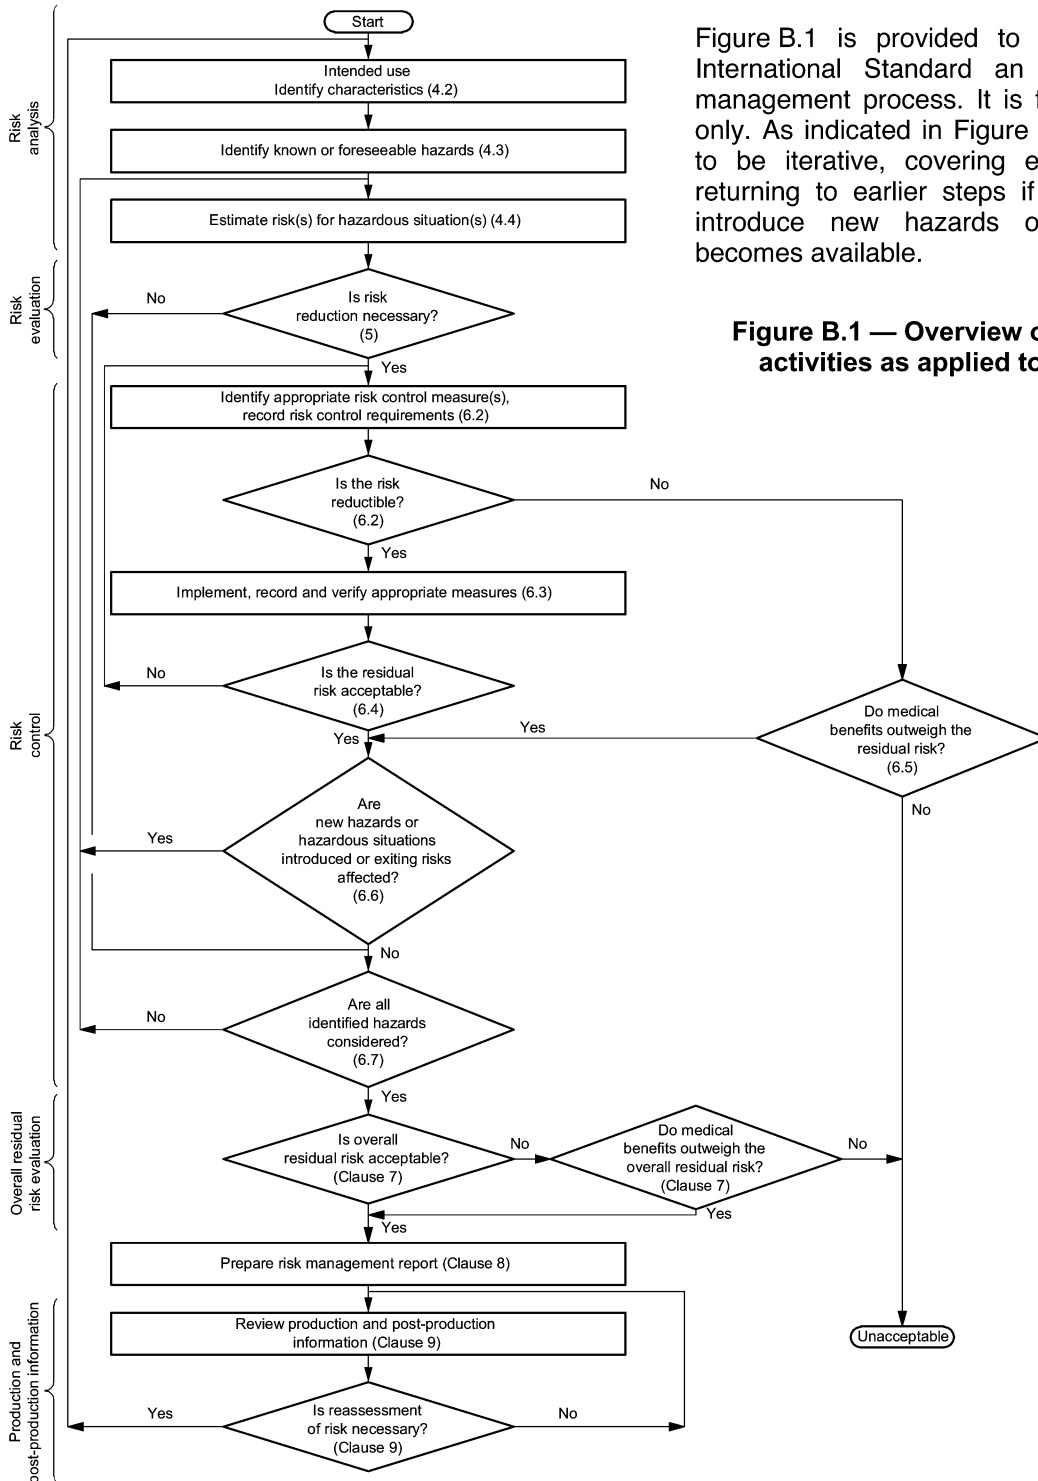 Start
Figure B.1 is provided to
International Standard an
management process. It is f
only. As indicated in Figure
to be iterative, covering e
returning to earlier steps if
introduce new hazards o
becomes available.
Figure B.1 — Overview o
activities as applied to
Risk
analysis
Intended use
Identify characteristics (4.2)
Identify known or foreseeable hazards (4.3)
Estimate risk(s) for hazardous situation(s) (4.4)
Risk
evaluation
No
Is risk
reduction necessary?
(5)
Yes
Risk
control
Identify appropriate risk control measure(s),
record risk control requirements (6.2)
Is the risk
reductible?
(6.2)
No
Yes
Implement, record and verify appropriate measures (6.3)
No
Is the residual
risk acceptable?
(6.4)
Yes
Yes
Do medical
benefits outweigh the
residual risk?
(6.5)
No
Yes
Are
new hazards or
hazardous situations
introduced or exiting risks
affected?
(6.6)
No
No
Are all
identified hazards
considered?
(6.7)
Yes
Overall residual
risk evaluation
Is overall
residual risk acceptable?
(Clause 7)
No
Do medical
benefits outweigh the
overall residual risk?
(Clause 7)
No
Yes
Yes
Prepare risk management report (Clause 8)
Production and
post-production information
Review production and post-production
information (Clause 9)
Unacceptable
Yes
Is reassessment
of risk necessary?
(Clause 9)
No